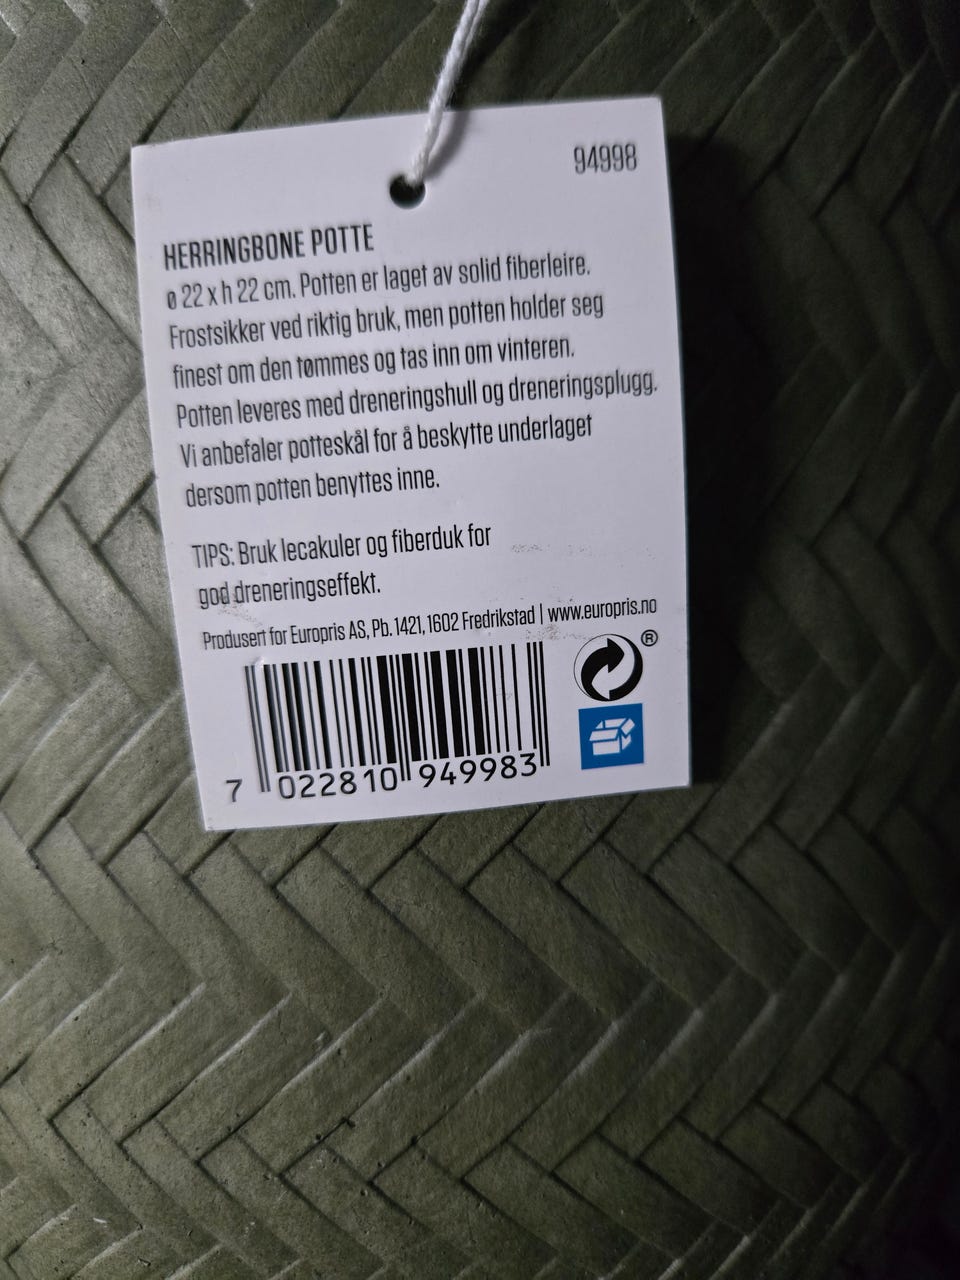 94998
HERRINGBONE POTTE
ø 22 x h 22 cm. Potten er laget av solid fiberleire.
Frostsikker ved riktig bruk, men potten holder seg
finest om den tømmes og tas inn om vinteren.
Potten leveres med dreneringshull og dreneringsplugg.
Vi anbefaler potteskål for å beskytte underlaget
dersom potten benyttes inne.
TIPS: Bruk lecakuler og fiberduk for
god dreneringseffekt.
Produsert for Europris AS, Pb. 1421, 1602 Fredrikstad | www.europris.no
®
7 022810 949983